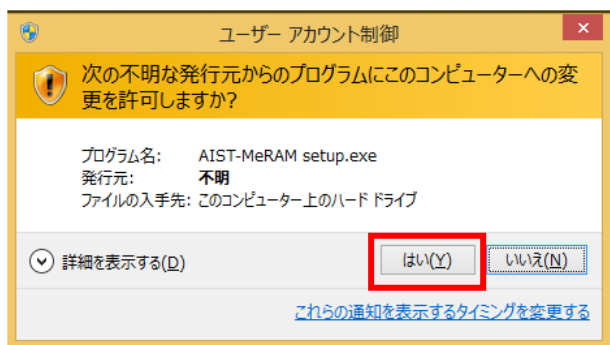 ユーザー アカウント制御
次の不明な発行元からのプログラムにこのコンピューターへの変
更を許可しますか?
プログラム名: AIST-MeRAM setup.exe
発行元: 不明
ファイルの入手先: このコンピューター上のハード ドライブ
詳細を表示する(D) はい(Y) いいえ(N)
これらの通知を表示するタイミングを変更する